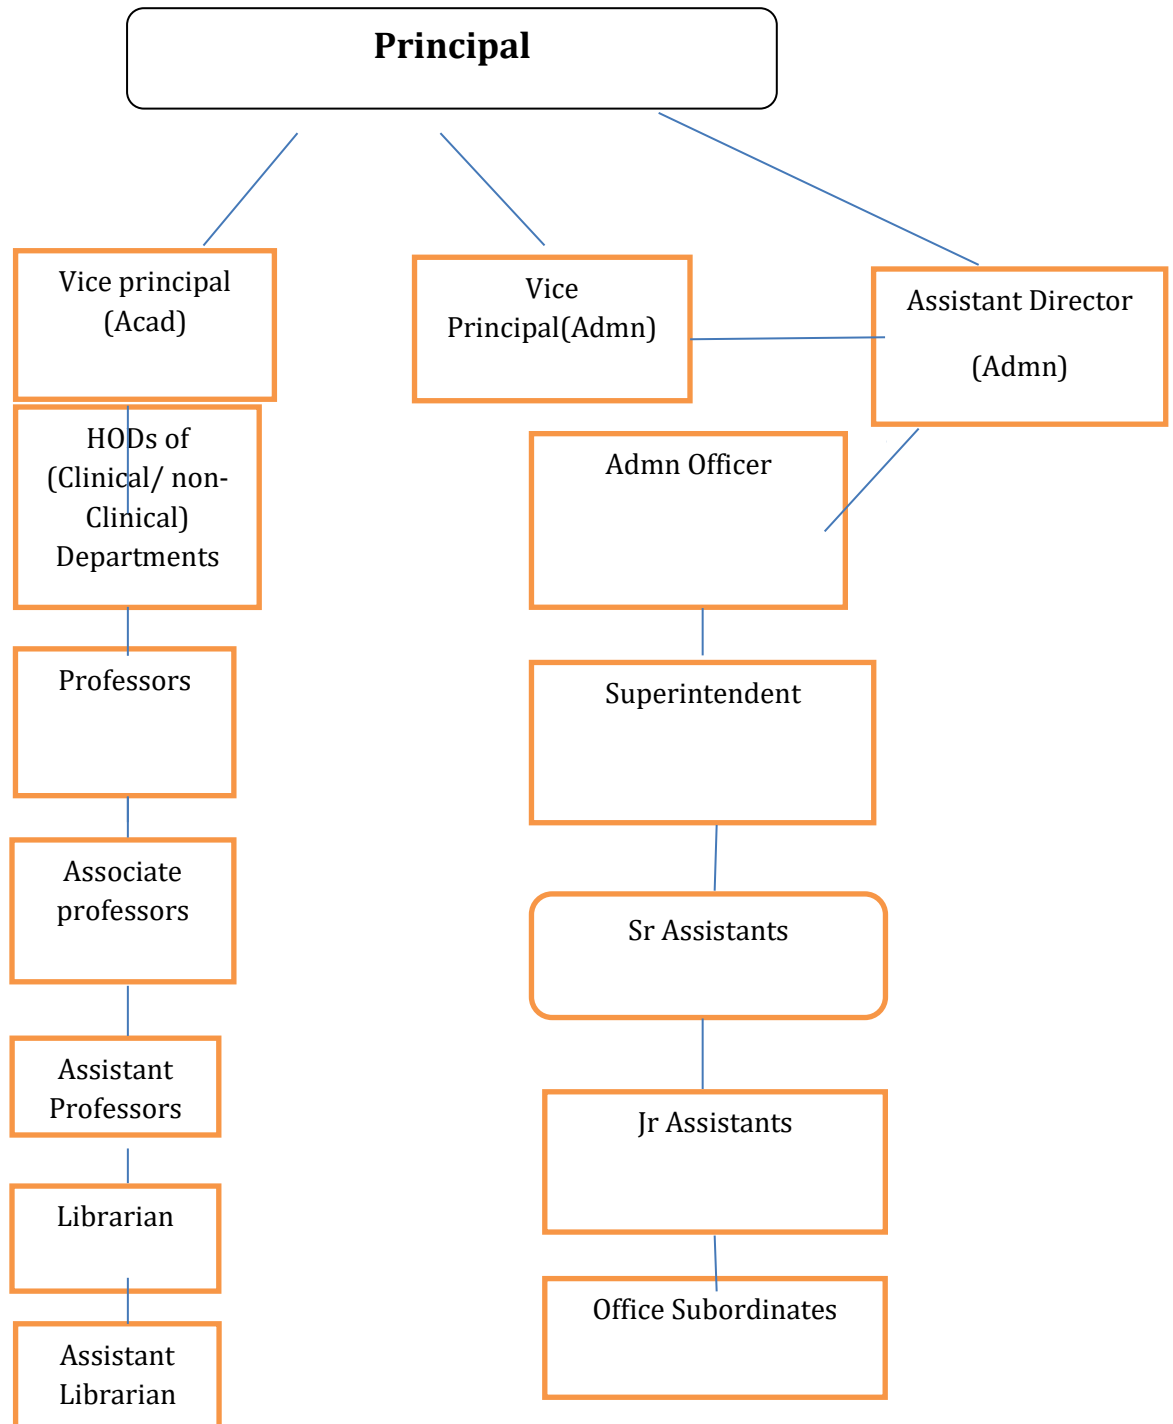 Principal
Vice principal
(Acad)
Vice
Principal(Admn)
Assistant Director
(Admn)
HODs of
(Clinical/ non-
Clinical)
Departments
Admn Officer
Professors
Superintendent
Associate
professors
Sr Assistants
Assistant
Professors
Jr Assistants
Librarian
Office Subordinates
Assistant
Librarian